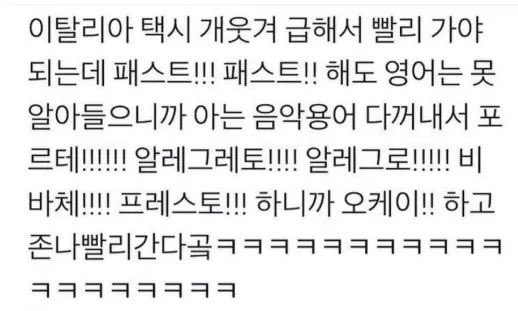 이탈리아 택시 개웃겨 급해서 빨리 가야
되는데 패스트!!! 패스트!! 해도 영어는 못
알아들으니까 아는 음악용어 다꺼내서 포
르테!!!!!! 알레그레토!!!! 알레그로!!!!! 비
바체!!!! 프레스토!!! 하니까 오케이!! 하고
존나빨리간다곸ㅋㅋㅋㅋㅋㅋㅋㅋㅋㅋㅋ
ㅋㅋㅋㅋㅋㅋㅋㅋ